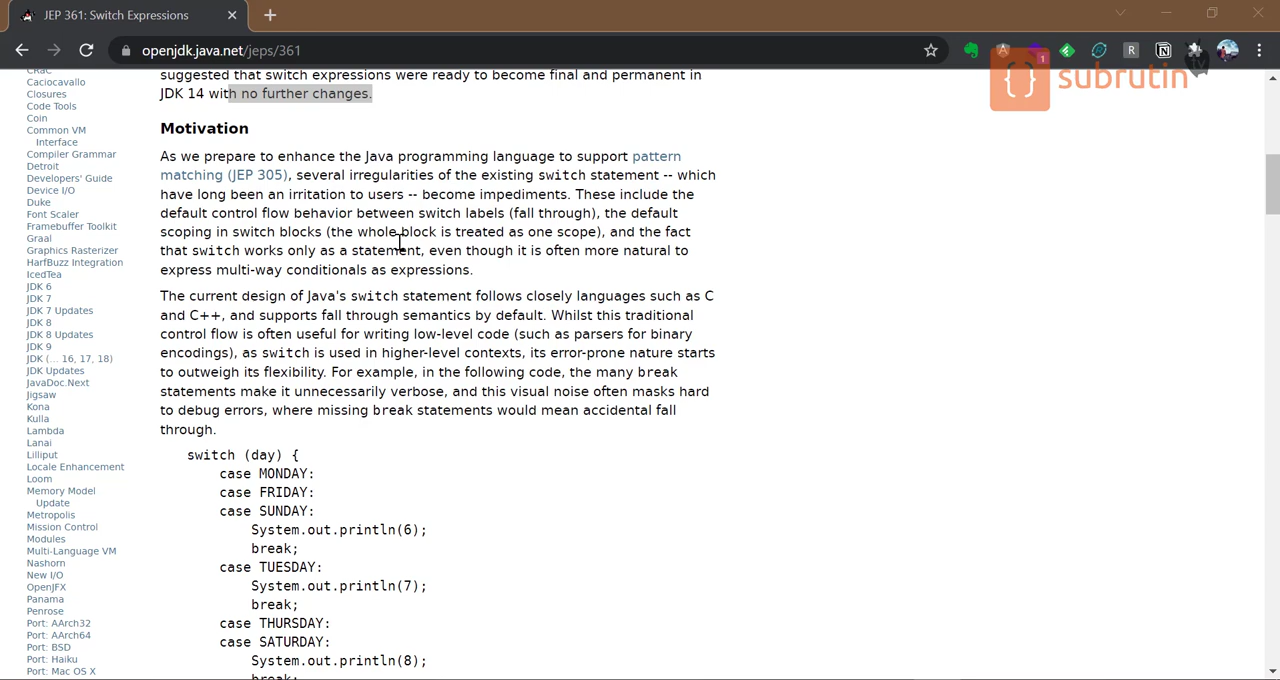 JEP 361: Switch Expressions
openjdk.java.net/jeps/361
R
1
{}
subrutin
tv
CRaC
Caciocavallo
Closures
Code Tools
Coin
Common VM
Interface
Compiler Grammar
Detroit
Developers' Guide
Device I/O
Duke
Font Scaler
Framebuffer Toolkit
Graal
Graphics Rasterizer
HarfBuzz Integration
IcedTea
JDK 6
JDK 7
JDK 7 Updates
JDK 8
JDK 8 Updates
JDK 9
JDK (... 16, 17, 18)
JDK Updates
JavaDoc.Next
Jigsaw
Kona
Kulla
Lambda
Lanai
Lilliput
Locale Enhancement
Loom
Memory Model
Update
Metropolis
Mission Control
Modules
Multi-Language VM
Nashorn
New I/O
OpenJFX
Panama
Penrose
Port: AArch32
Port: AArch64
Port: BSD
Port: Haiku
Port: Mac OS X
suggested that switch expressions were ready to become final and permanent in
JDK 14 with no further changes.
Motivation
As we prepare to enhance the Java programming language to support pattern
matching (JEP 305), several irregularities of the existing switch statement -- which
have long been an irritation to users -- become impediments. These include the
default control flow behavior between switch labels (fall through), the default
scoping in switch blocks (the whole block is treated as one scope), and the fact
that switch works only as a statement, even though it is often more natural to
express multi-way conditionals as expressions.
The current design of Java's switch statement follows closely languages such as C
and C++, and supports fall through semantics by default. Whilst this traditional
control flow is often useful for writing low-level code (such as parsers for binary
encodings), as switch is used in higher-level contexts, its error-prone nature starts
to outweigh its flexibility. For example, in the following code, the many break
statements make it unnecessarily verbose, and this visual noise often masks hard
to debug errors, where missing break statements would mean accidental fall
through.
switch (day) {
case MONDAY:
case FRIDAY:
case SUNDAY:
System.out.println(6);
break;
case TUESDAY:
System.out.println(7);
break;
case THURSDAY:
case SATURDAY:
System.out.println(8);
break;